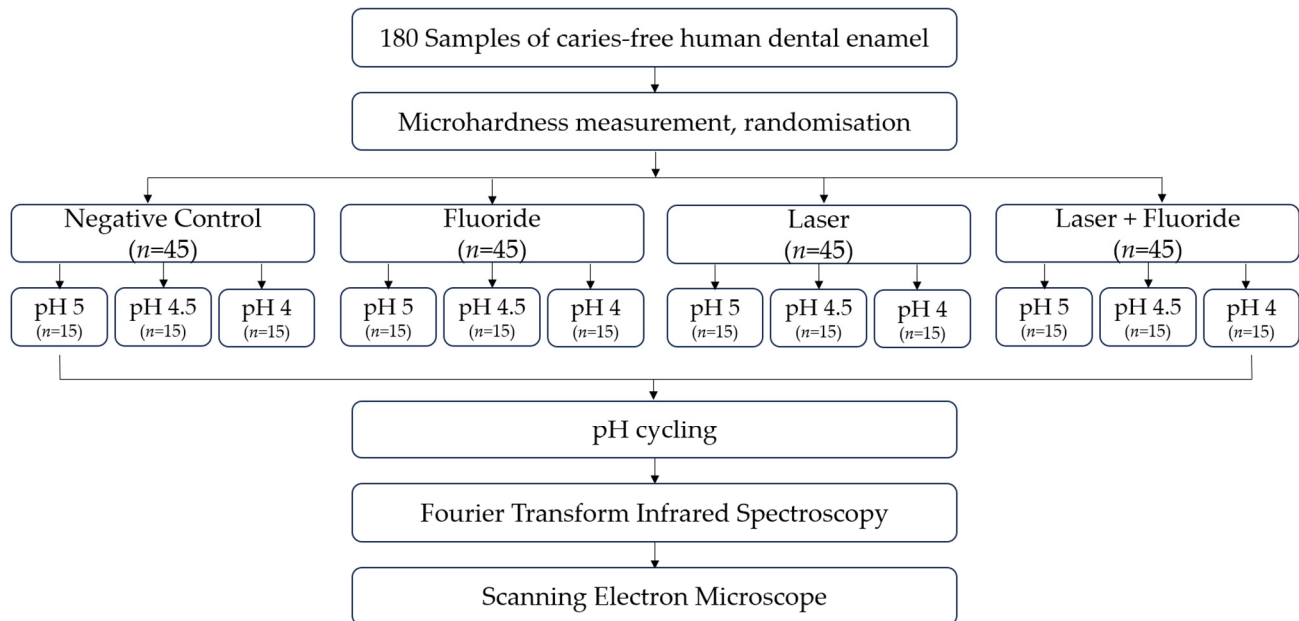 180 Samples of caries-free human dental enamel
Microhardness measurement, randomisation
Negative Control
(n=45)
Fluoride
(n=45)
Laser
(n=45)
Laser + Fluoride
(n=45)
pH 5
(n=15)
pH 4.5
(n=15)
pH 4
(n=15)
pH 5
(n=15)
pH 4.5
(n=15)
pH 4
(n=15)
pH 5
(n=15)
pH 4.5
(n=15)
pH 4
(n=15)
pH 5
(n=15)
pH 4.5
(n=15)
pH 4
(n=15)
pH cycling
Fourier Transform Infrared Spectroscopy
Scanning Electron Microscope